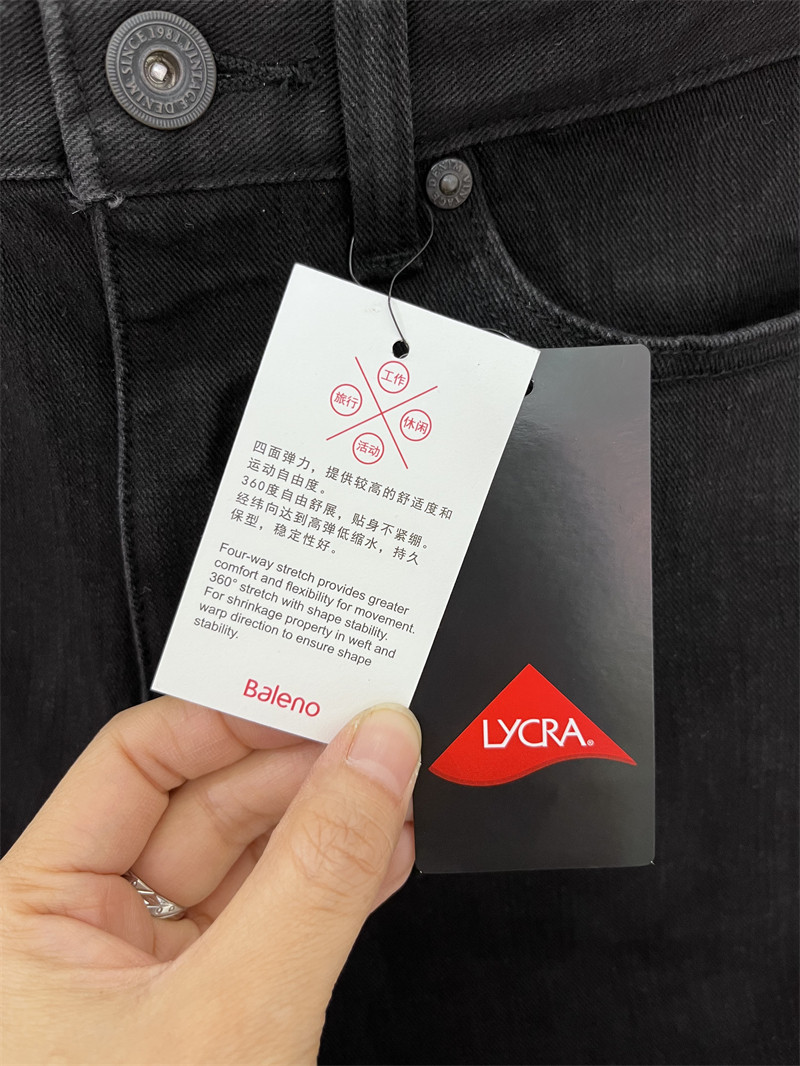 SINCE 1981 VINTAGE DENIM
DENIM VINTAGE
工作
旅行
休闲
活动
四面弹力，提供较高的舒适度和
运动自由度。
360度自由舒展，贴身不紧绷。
经纬向达到高弹低缩水，持久
保型，稳定性好。
Four-way stretch provides greater
comfort and flexibility for movement.
360° stretch with shape stability.
For shrinkage property in weft and
warp direction to ensure shape
stability.
Baleno
LYCRA®